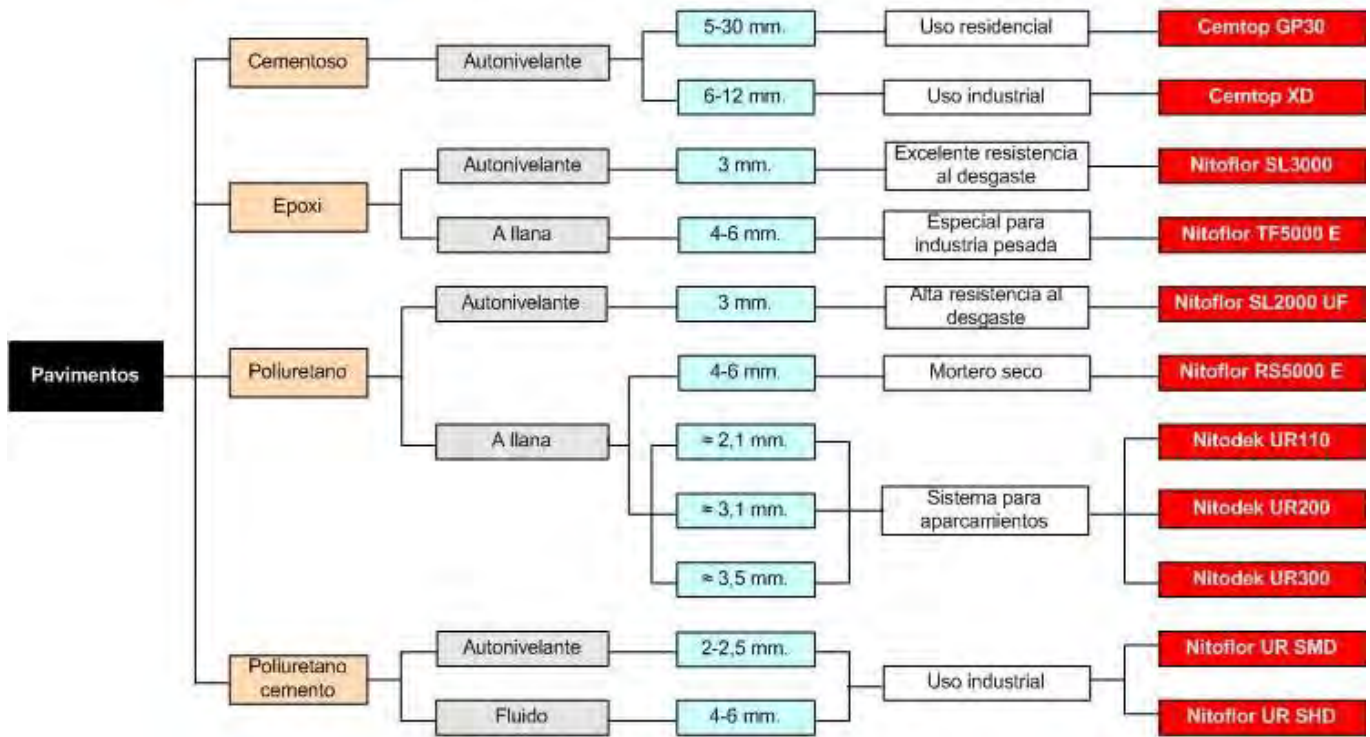 Pavimentos
Cementoso
Autonivelante
5-30 mm.
Uso residencial
Cemtop GP30
6-12 mm.
Uso industrial
Cemtop XD
Epoxi
Autonivelante
3 mm.
Excelente resistencia
al desgaste
Nitoflor SL3000
A llana
4-6 mm.
Especial para
industria pesada
Nitoflor TF5000 E
Poliuretano
Autonivelante
3 mm.
Alta resistencia al
desgaste
Nitoflor SL2000 UF
A llana
4-6 mm.
Mortero seco
Nitoflor RS5000 E
≈ 2,1 mm.
≈ 3,1 mm.
≈ 3,5 mm.
Sistema para
aparcamientos
Nitodek UR110
Nitodek UR200
Nitodek UR300
Poliuretano
cemento
Autonivelante
2-2,5 mm.
Fluido
4-6 mm.
Uso industrial
Nitoflor UR SMD
Nitoflor UR SHD